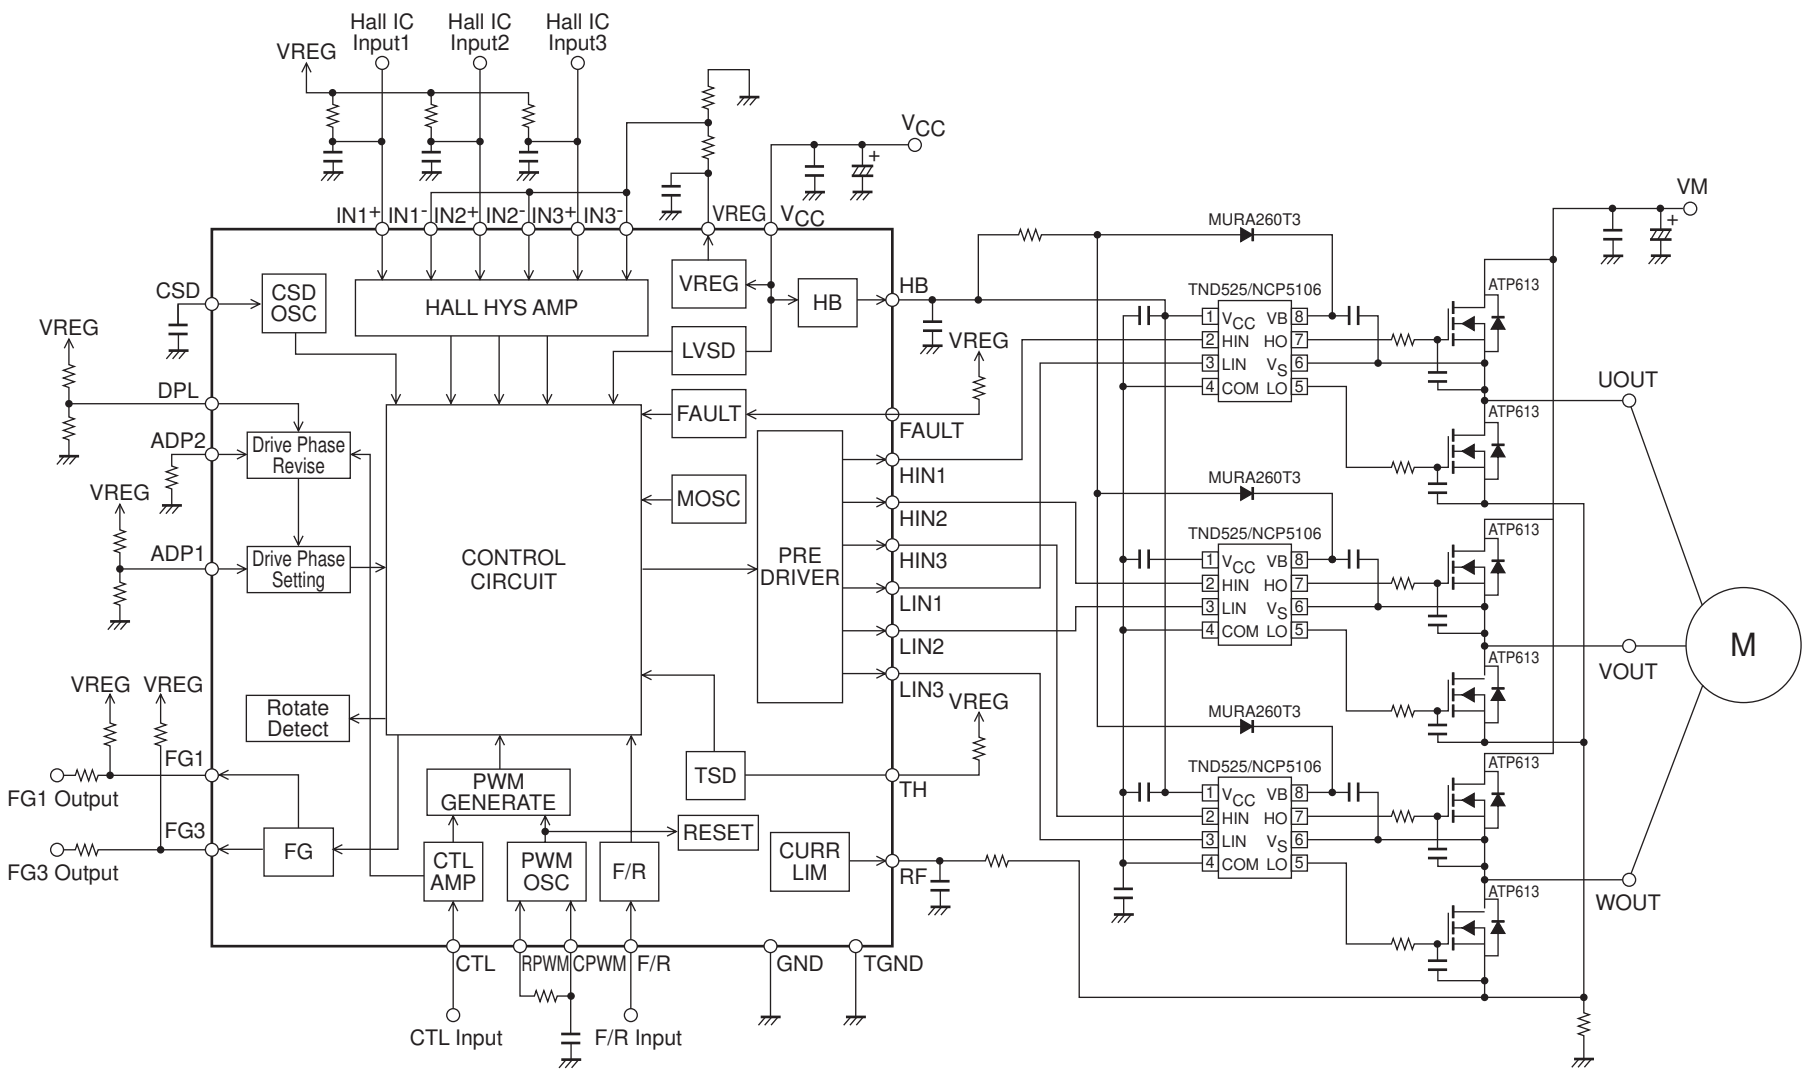 Hall IC
Input1
Hall IC
Input2
Hall IC
Input3
VREG
VCC
+
IN1+
IN1-
IN2+
IN2-
IN3+
IN3-
VREG
VCC
VM
+
CSD
CSD
OSC
HALL HYS AMP
VREG
HB
HB
LVSD
VREG
VREG
DPL
FAULT
FAULT
ADP2
Drive Phase
Revise
VREG
ADP1
Drive Phase
Setting
MOSC
CONTROL
CIRCUIT
PRE
DRIVER
HIN1
HIN2
HIN3
LIN1
LIN2
LIN3
VREG
VREG
VREG
Rotate
Detect
FG1
FG1 Output
FG3
FG3 Output
FG
PWM
GENERATE
TSD
TH
RESET
CTL
AMP
PWM
OSC
F/R
CURR
LIM
RF
CTL
RPWM
CPWM
F/R
GND
TGND
CTL Input
F/R Input
MURA260T3
TND525/NCP5106
1 VCC VB 8
2 HIN HO 7
3 LIN VS 6
4 COM LO 5
ATP613
UOUT
ATP613
MURA260T3
TND525/NCP5106
1 VCC VB 8
2 HIN HO 7
3 LIN VS 6
4 COM LO 5
ATP613
VOUT
ATP613
M
MURA260T3
TND525/NCP5106
1 VCC VB 8
2 HIN HO 7
3 LIN VS 6
4 COM LO 5
ATP613
WOUT
ATP613